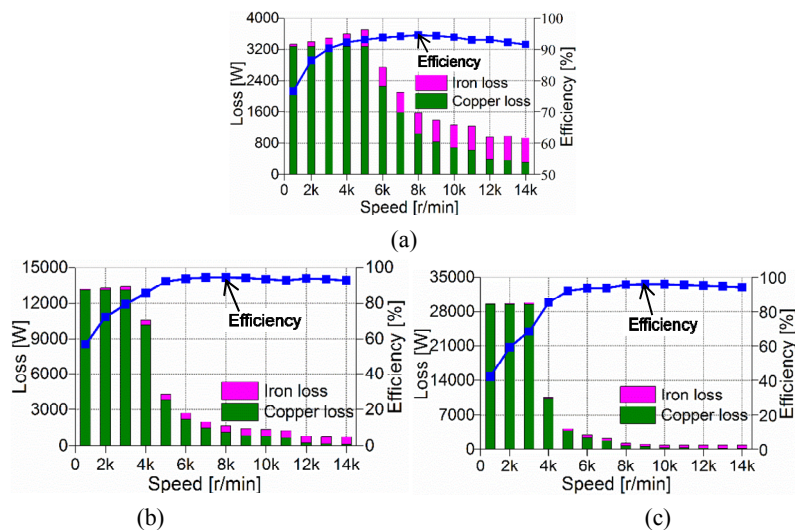 4000
3200
2400
1600
800
0
Loss [W]
100
90
80
70
60
50
Efficiency [%]
Efficiency
Iron loss
Copper loss
0 2k 4k 6k 8k 10k 12k 14k
Speed [r/min]
(a)
15000
12000
9000
6000
3000
0
Loss [W]
100
80
60
40
20
0
Efficiency [%]
Efficiency
Iron loss
Copper loss
0 2k 4k 6k 8k 10k 12k 14k
Speed [r/min]
(b)
35000
28000
21000
14000
7000
0
Loss [W]
100
80
60
40
20
0
Efficiency [%]
Efficiency
Iron loss
Copper loss
0 2k 4k 6k 8k 10k 12k 14k
Speed [r/min]
(c)